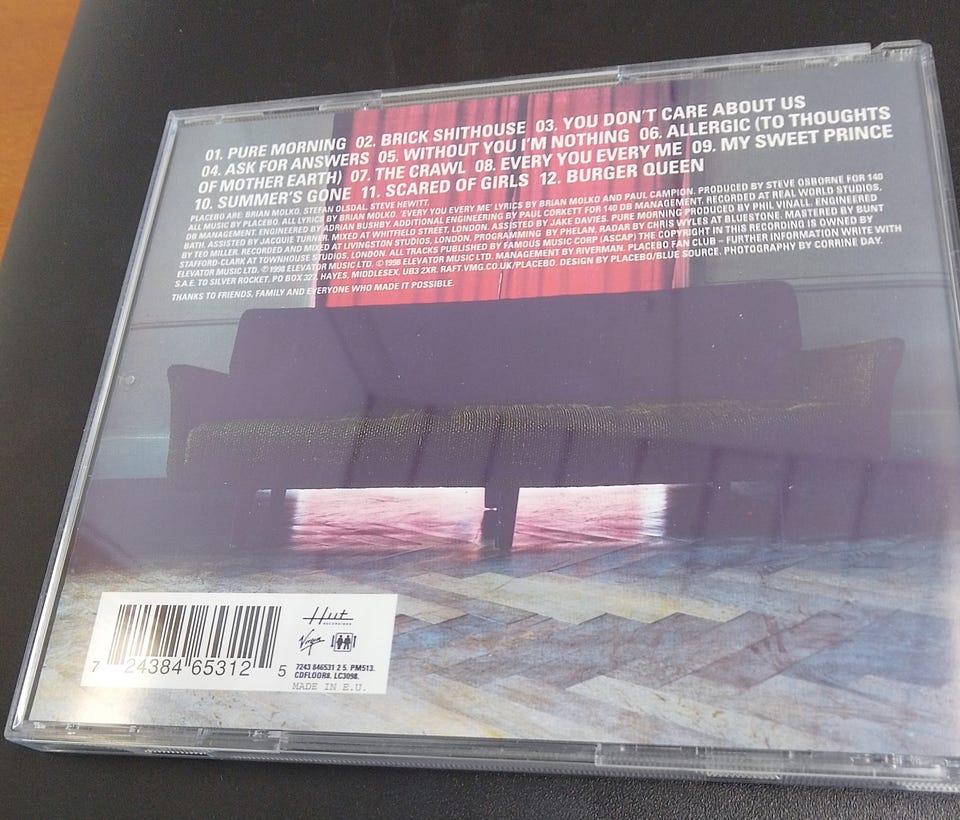 01. PURE MORNING 02. BRICK SHITHOUSE 03. YOU DON'T CARE ABOUT US
04. ASK FOR ANSWERS 05. WITHOUT YOU I'M NOTHING 06. ALLERGIC (TO THOUGHTS
OF MOTHER EARTH) 07. THE CRAWL 08. EVERY YOU EVERY ME 09. MY SWEET PRINCE
10. SUMMER'S GONE 11. SCARED OF GIRLS 12. BURGER QUEEN
PLACEBO ARE: BRIAN MOLKO, STEFAN OLSDAL, STEVE HEWITT.
ALL MUSIC BY PLACEBO. ALL LYRICS BY BRIAN MOLKO. 'EVERY YOU EVERY ME' LYRICS BY BRIAN MOLKO AND PAUL CAMPION. PRODUCED BY STEVE OSBORNE FOR 140
DB MANAGEMENT. ENGINEERED BY ADRIAN BUSHBY. ADDITIONAL ENGINEERING BY PAUL CORKETT FOR 140 DB MANAGEMENT. RECORDED AT REAL WORLD STUDIOS,
BATH. ASSISTED BY JACQUIE TURNER. MIXED AT WHITFIELD STREET, LONDON. ASSISTED BY JAKE DAVIES. PURE MORNING PRODUCED BY PHIL VINALL. ENGINEERED
BY TEO MILLER. RECORDED AND MIXED AT LIVINGSTON STUDIOS, LONDON. PROGRAMMING BY PHELAN. RADAR BY CHRIS WYLES AT BLUESTONE. MASTERED BY BUNT
STAFFORD-CLARK AT TOWNHOUSE STUDIOS, LONDON. ALL TRACKS PUBLISHED BY FAMOUS MUSIC CORP (ASCAP) THE COPYRIGHT IN THIS RECORDING IS OWNED BY
ELEVATOR MUSIC LTD. ℗1998 ELEVATOR MUSIC LTD. ©1998 ELEVATOR MUSIC LTD. MANAGEMENT BY RIVERMAN. PLACEBO FAN CLUB – FURTHER INFORMATION WRITE WITH
S.A.E. TO SILVER ROCKET. PO BOX 327, HAYES, MIDDLESEX, UB3 2XR. RAFT.VMG.CO.UK/PLACEBO. DESIGN BY PLACEBO/BLUE SOURCE. PHOTOGRAPHY BY CORRINE DAY.
THANKS TO FRIENDS, FAMILY AND EVERYONE WHO MADE IT POSSIBLE.
Hut
RECORDINGS
Virgin
7 24384 65312 5
7243 846531 2 5. PM513.
CDFLOOR8. LC3098.
MADE IN E.U.